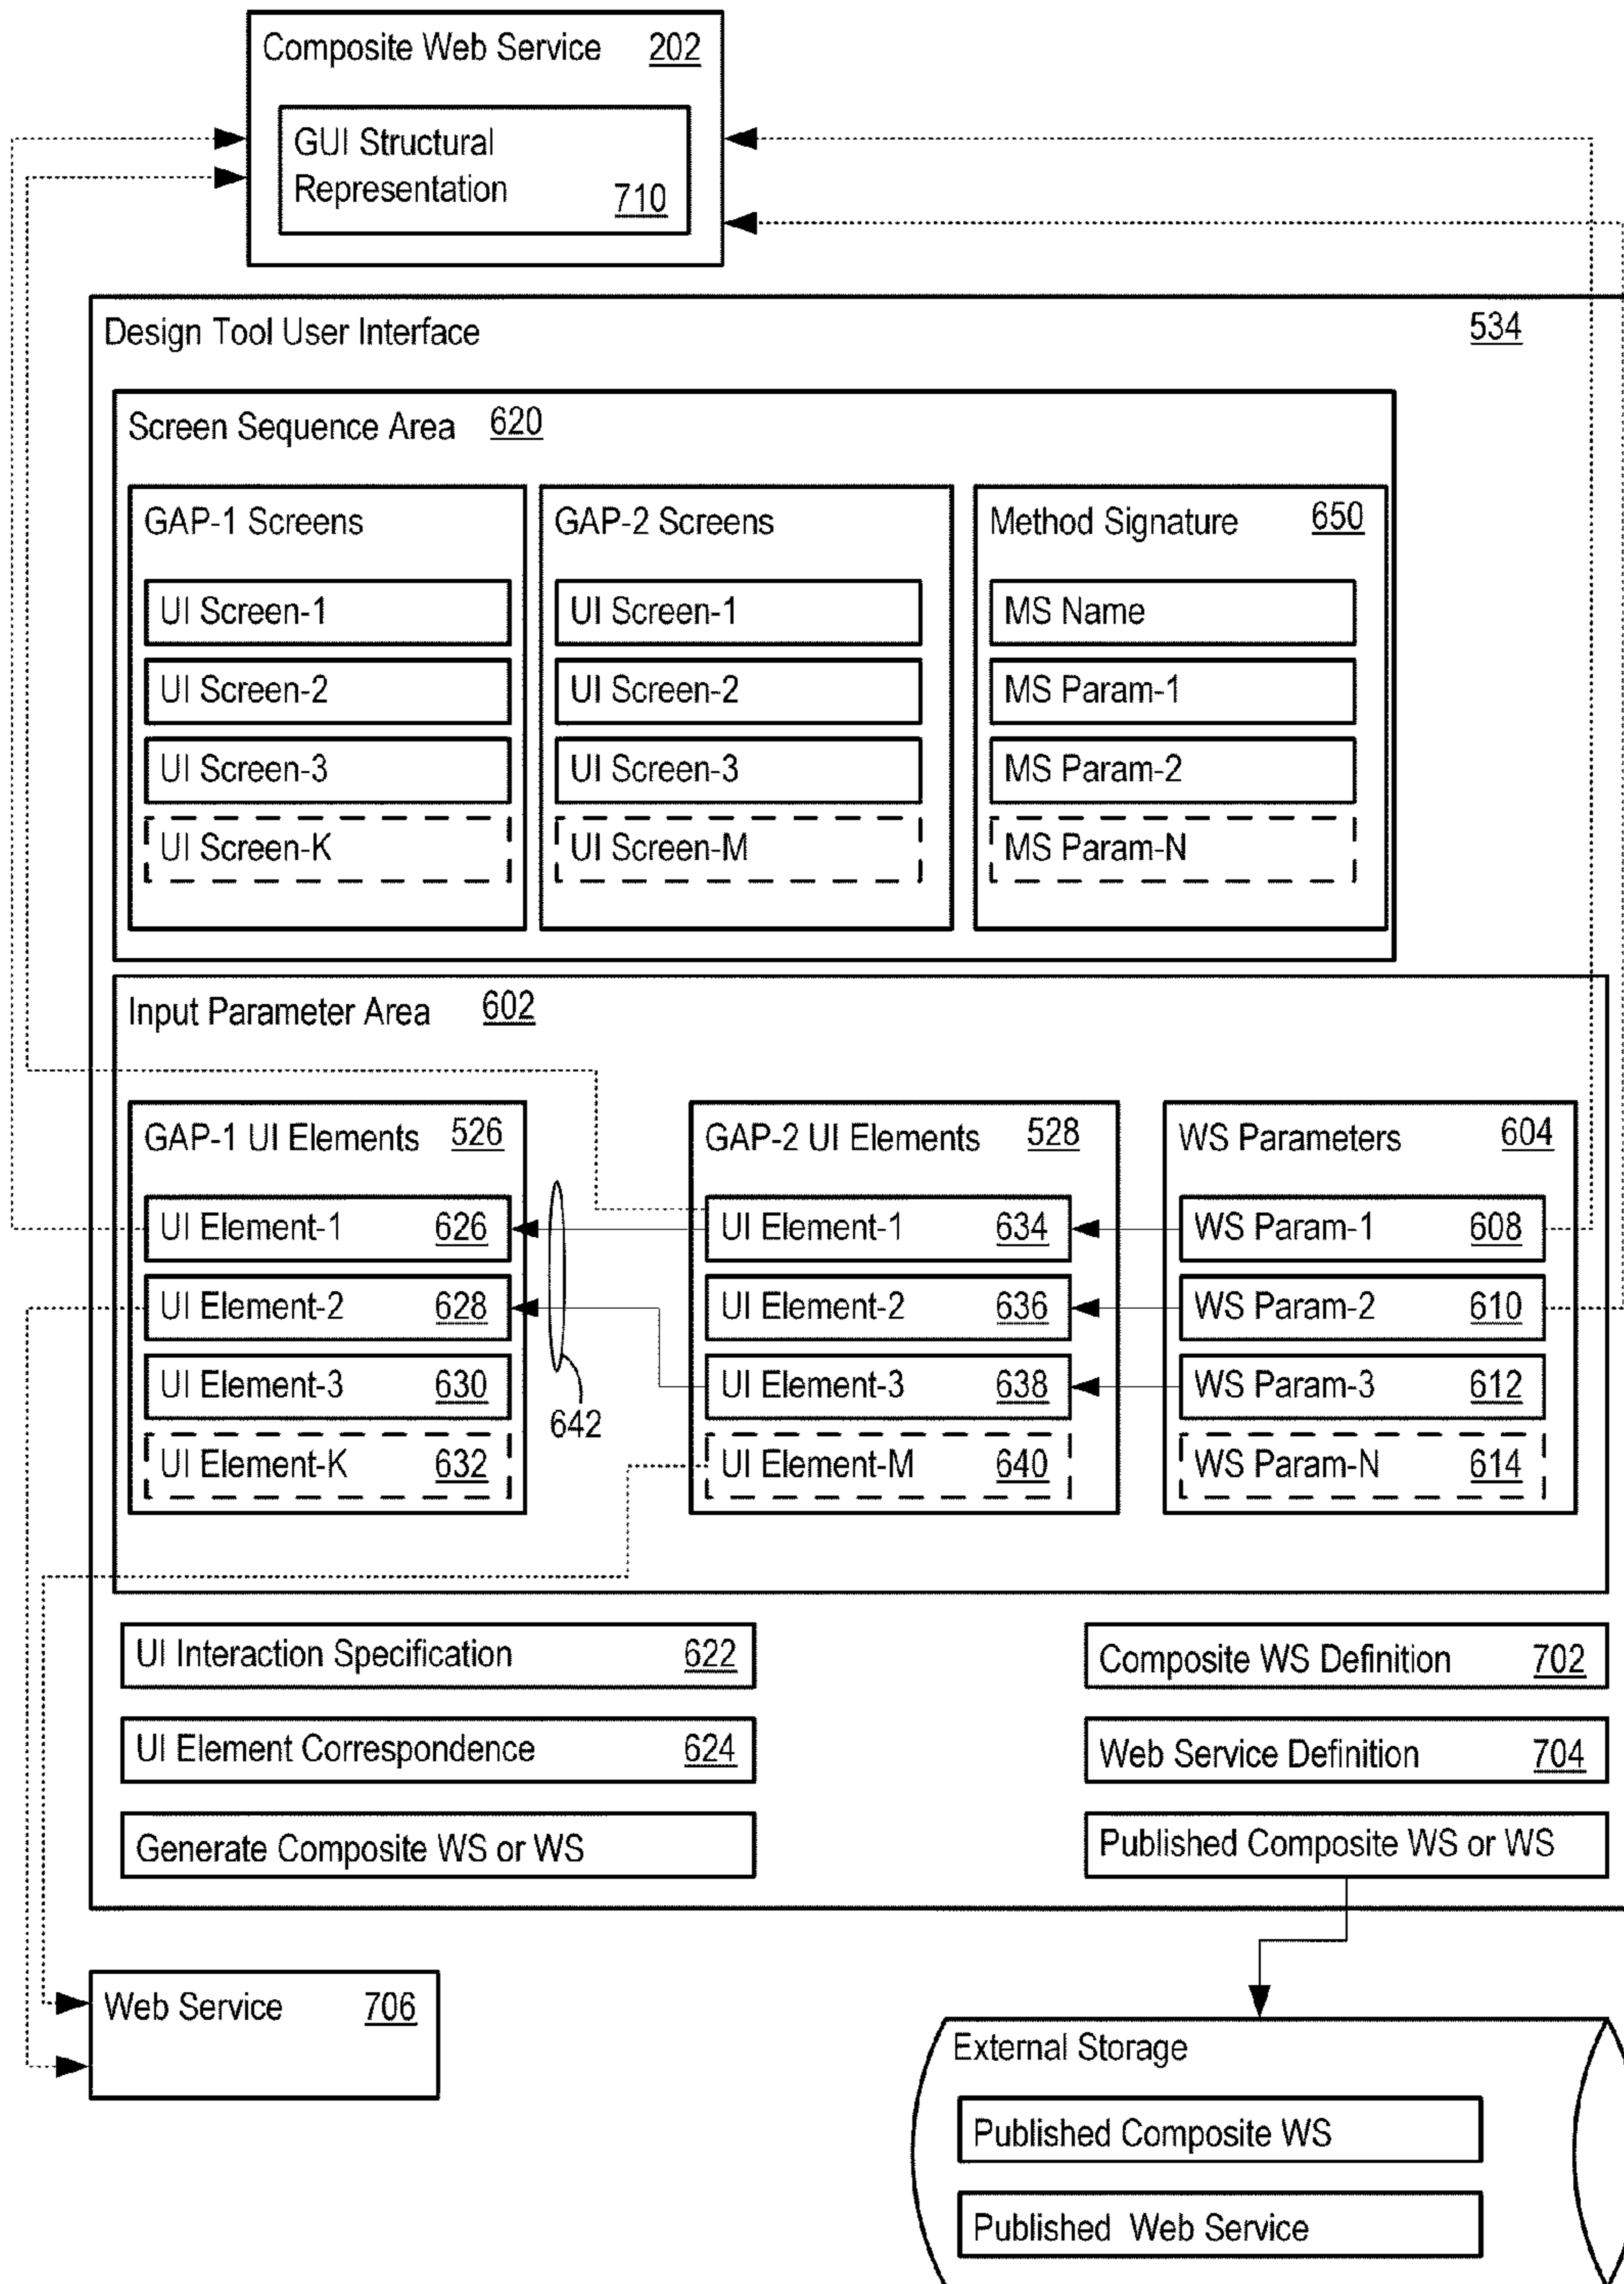 Composite Web Service 202
GUI Structural
Representation 710
Design Tool User Interface 534
Screen Sequence Area 620
GAP-1 Screens
UI Screen-1
UI Screen-2
UI Screen-3
UI Screen-K
GAP-2 Screens
UI Screen-1
UI Screen-2
UI Screen-3
UI Screen-M
Method Signature 650
MS Name
MS Param-1
MS Param-2
MS Param-N
Input Parameter Area 602
GAP-1 UI Elements 526
UI Element-1 626
UI Element-2 628
UI Element-3 630
UI Element-K 632
642
GAP-2 UI Elements 528
UI Element-1 634
UI Element-2 636
UI Element-3 638
UI Element-M 640
WS Parameters 604
WS Param-1 608
WS Param-2 610
WS Param-3 612
WS Param-N 614
UI Interaction Specification 622
UI Element Correspondence 624
Generate Composite WS or WS
Composite WS Definition 702
Web Service Definition 704
Published Composite WS or WS
Web Service 706
External Storage
Published Composite WS
Published Web Service